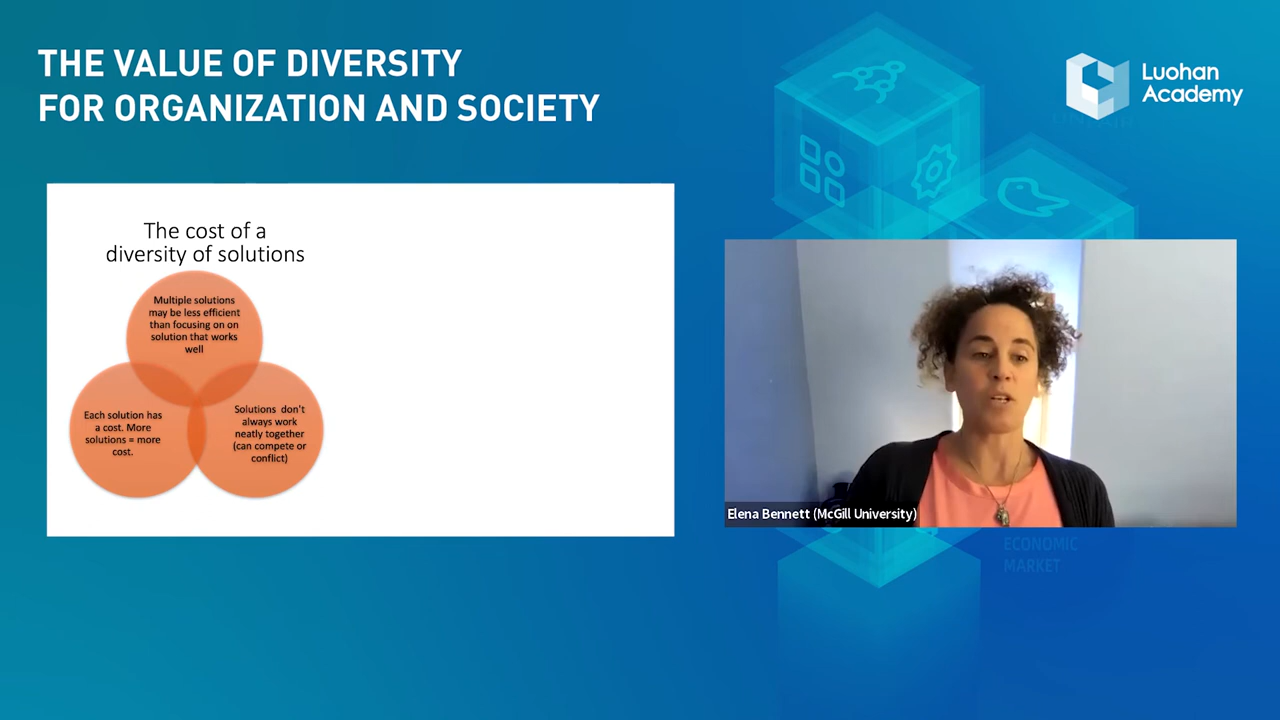 THE VALUE OF DIVERSITY
FOR ORGANIZATION AND SOCIETY
Luohan
Academy
The cost of a
diversity of solutions
Multiple solutions
may be less efficient
than focusing on on
solution that works
well
Each solution has
a cost. More
solutions = more
cost.
Solutions don't
always work
neatly together
(can compete or
conflict)
Elena Bennett (McGill University)
ECONOMIC
MARKET